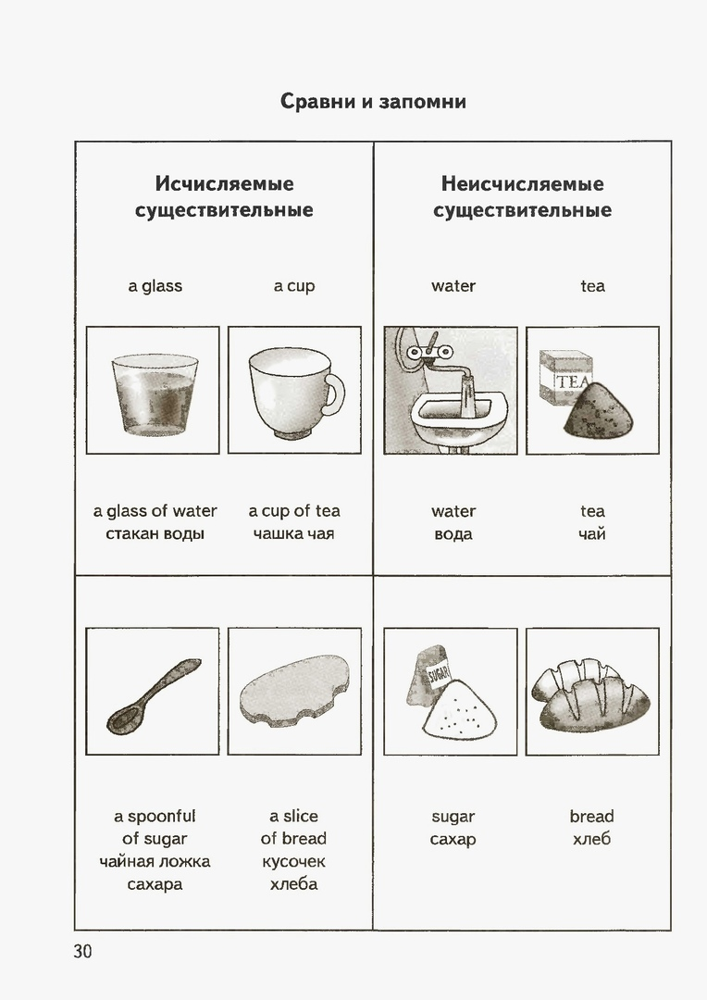 Сравни и запомни
Исчисляемые
существительные
Неисчисляемые
существительные
a glass
a cup
water
tea
TEA
a glass of water
стакан воды
a cup of tea
чашка чая
water
вода
tea
чай
SUGAR
a spoonful
of sugar
чайная ложка
сахара
a slice
of bread
кусочек
хлеба
sugar
сахар
bread
хлеб
30